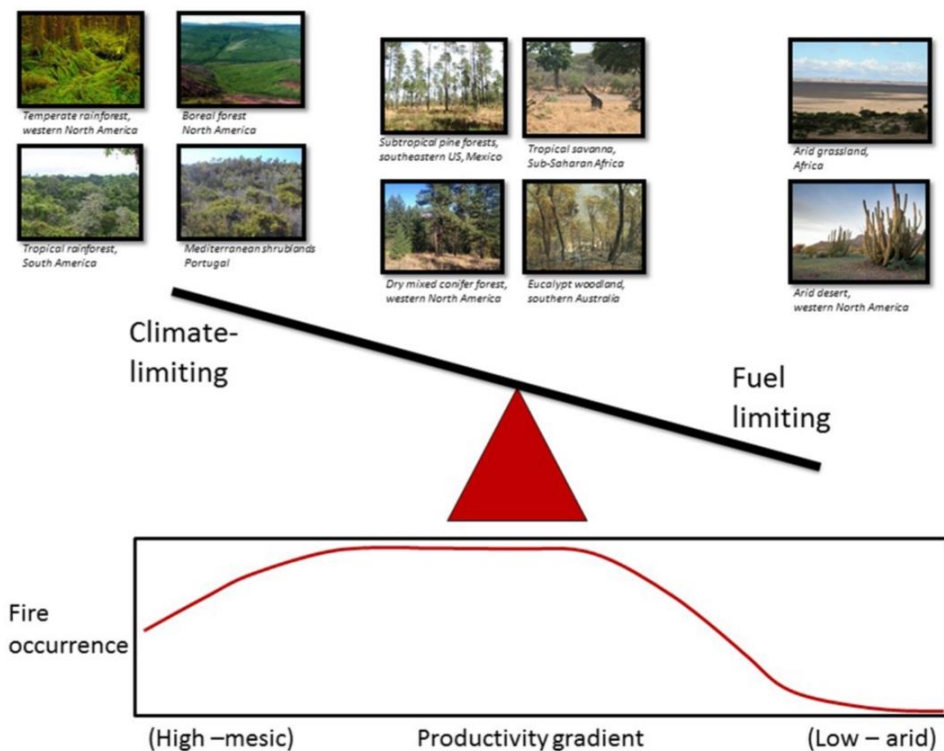 Temperate rainforest,
western North America
Boreal forest
North America
Subtropical pine forests,
southeastern US, Mexico
Tropical savanna,
Sub-Saharan Africa
Arid grassland,
Africa
Tropical rainforest,
South America
Mediterranean shrublands
Portugal
Dry mixed conifer forest,
western North America
Eucalypt woodland,
southern Australia
Arid desert,
western North America
Climate-
limiting
Fuel
limiting
Fire
occurrence
(High –mesic)
Productivity gradient
(Low – arid)